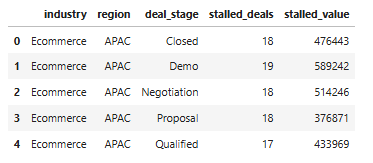 industry region deal_stage stalled_deals stalled_value
0 Ecommerce APAC Closed 18 476443
1 Ecommerce APAC Demo 19 589242
2 Ecommerce APAC Negotiation 18 514246
3 Ecommerce APAC Proposal 18 376871
4 Ecommerce APAC Qualified 17 433969